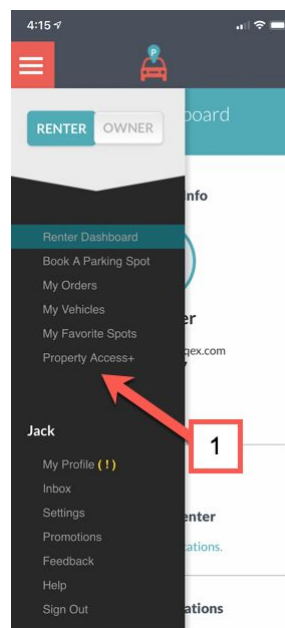 4:15
P
RENTER OWNER
board
info
Renter Dashboard
Book A Parking Spot
My Orders
My Vehicles
er
My Favorite Spots
qex.com
Property Access+
1
Jack
My Profile ( ! )
Inbox
Settings
enter
Promotions
ations.
Feedback
Help
Sign Out
ations